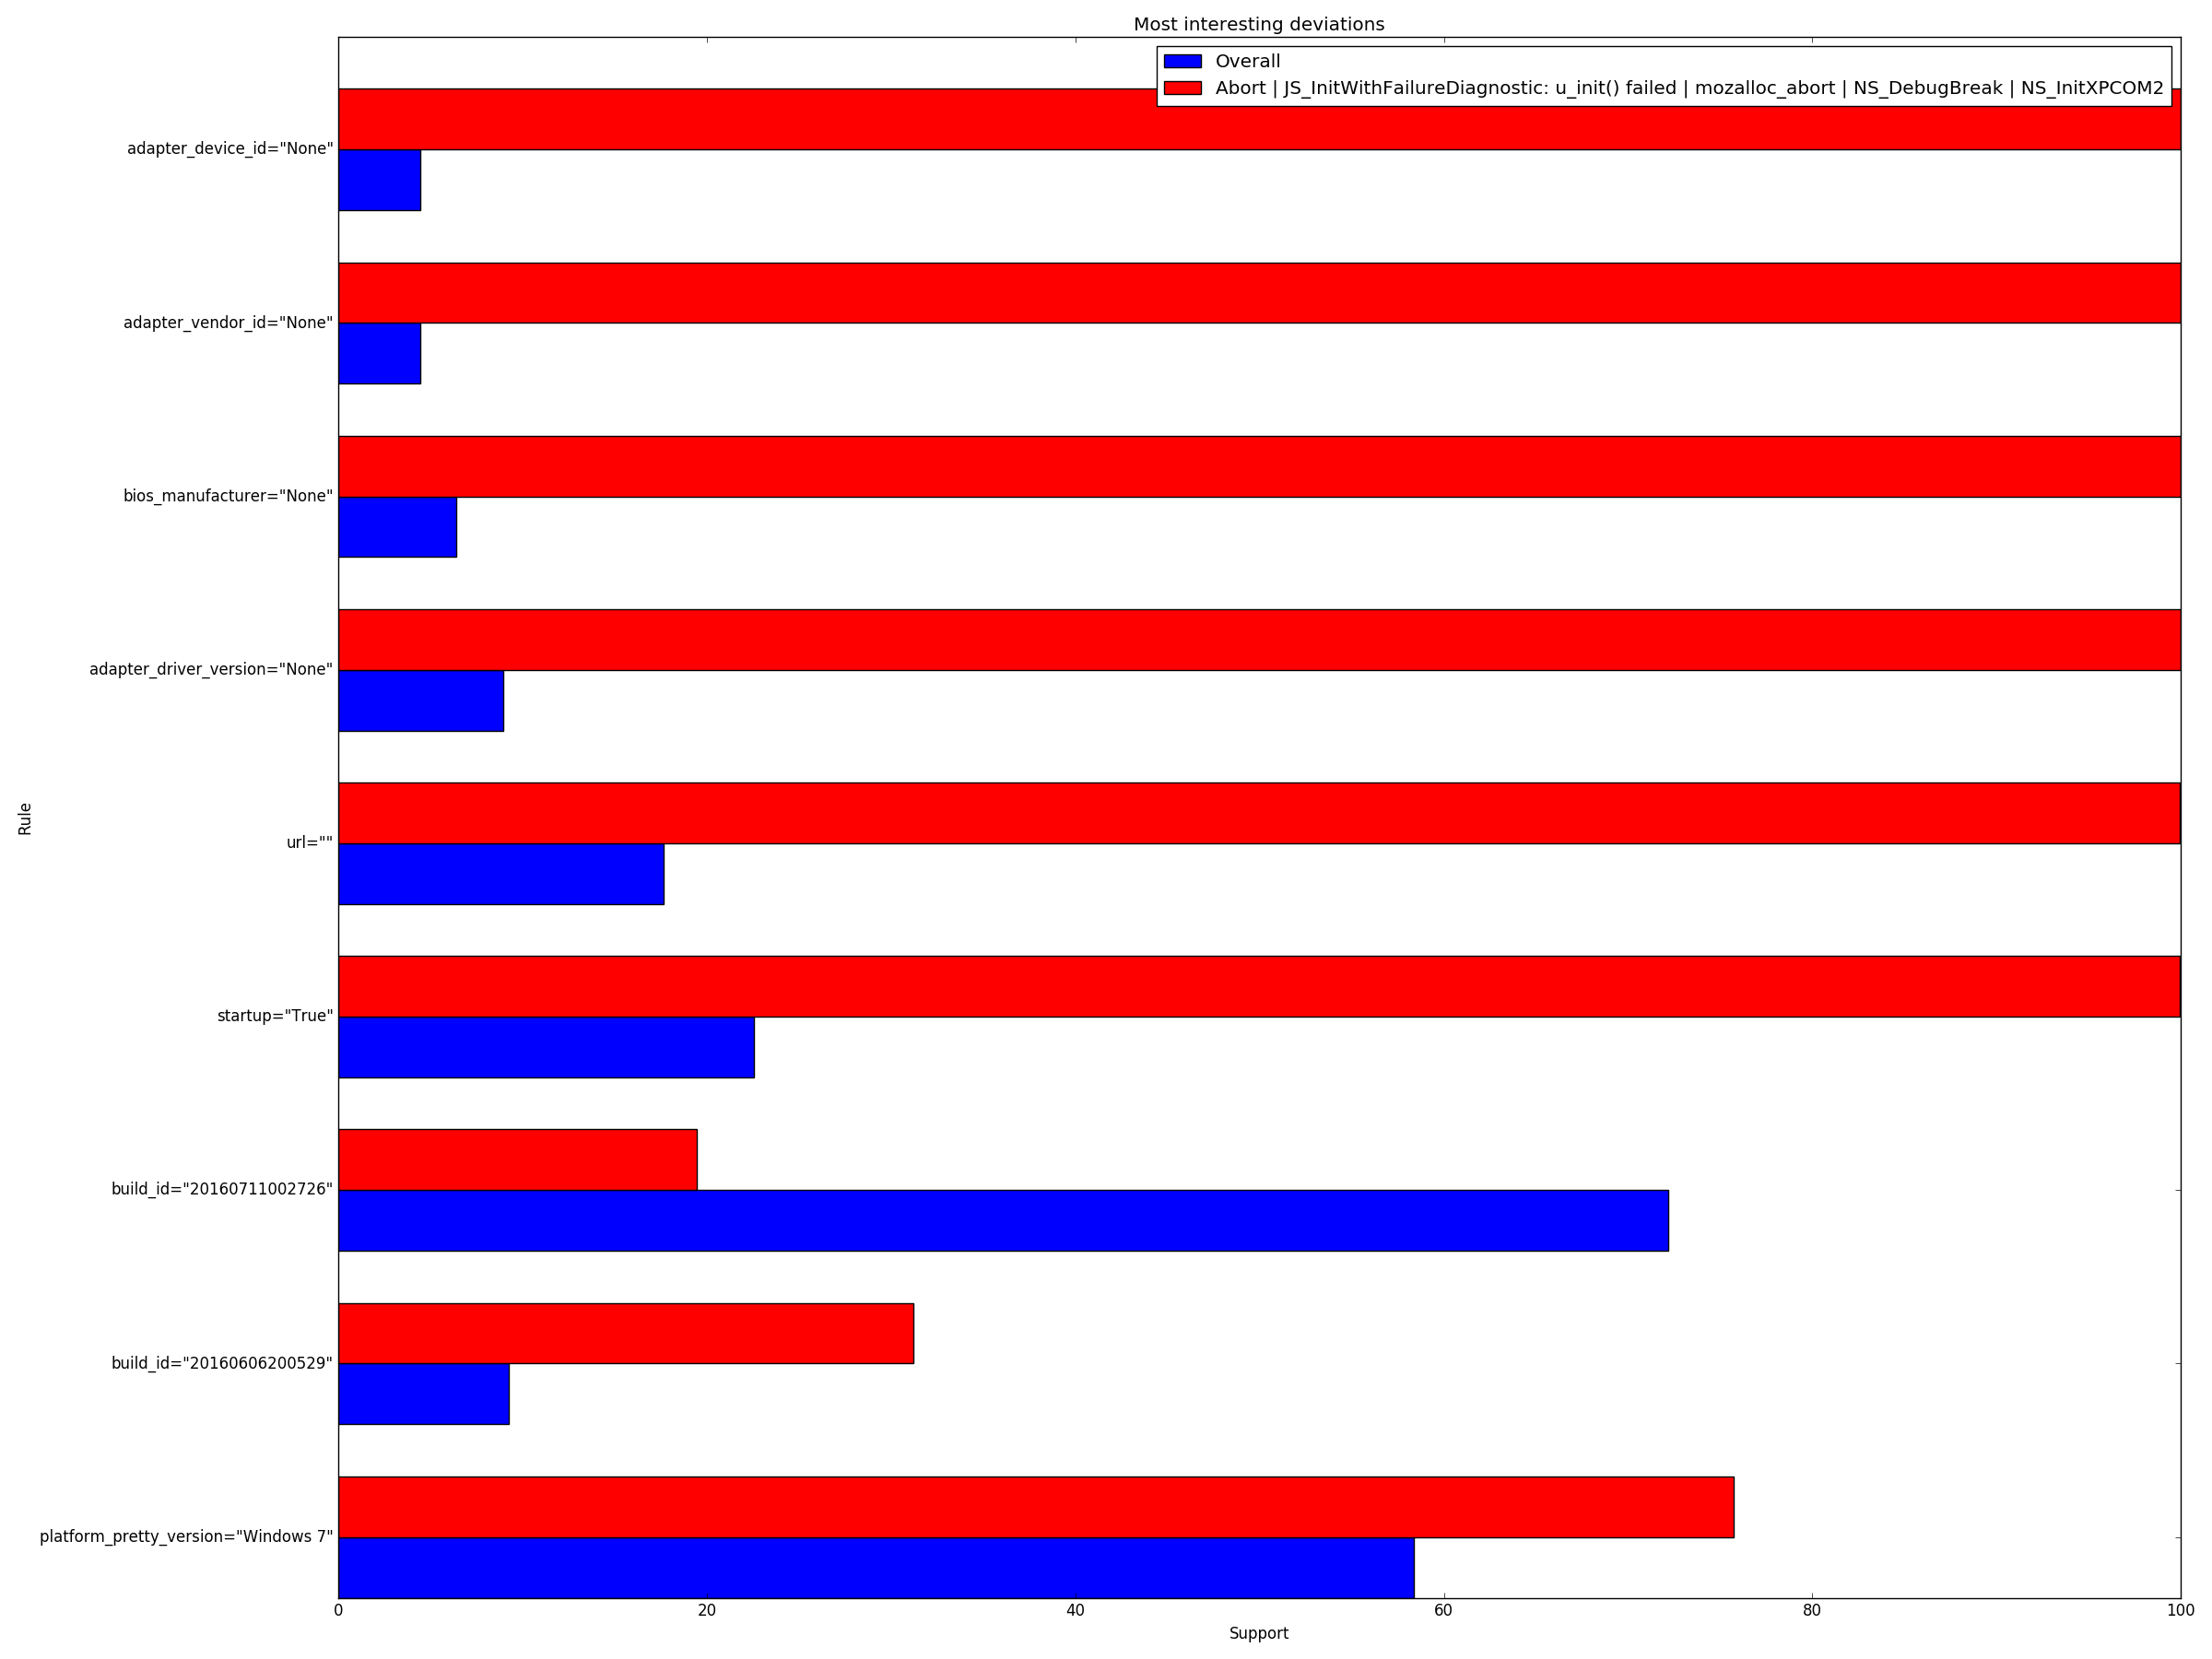 Most interesting deviations
Overall
Abort | JS_InitWithFailureDiagnostic: u_init() failed | mozalloc_abort | NS_DebugBreak | NS_InitXPCOM2
adapter_device_id="None"
adapter_vendor_id="None"
bios_manufacturer="None"
adapter_driver_version="None"
url=""
startup="True"
build_id="20160711002726"
build_id="20160606200529"
platform_pretty_version="Windows 7"
Rule
0 20 40 60 80 100
Support